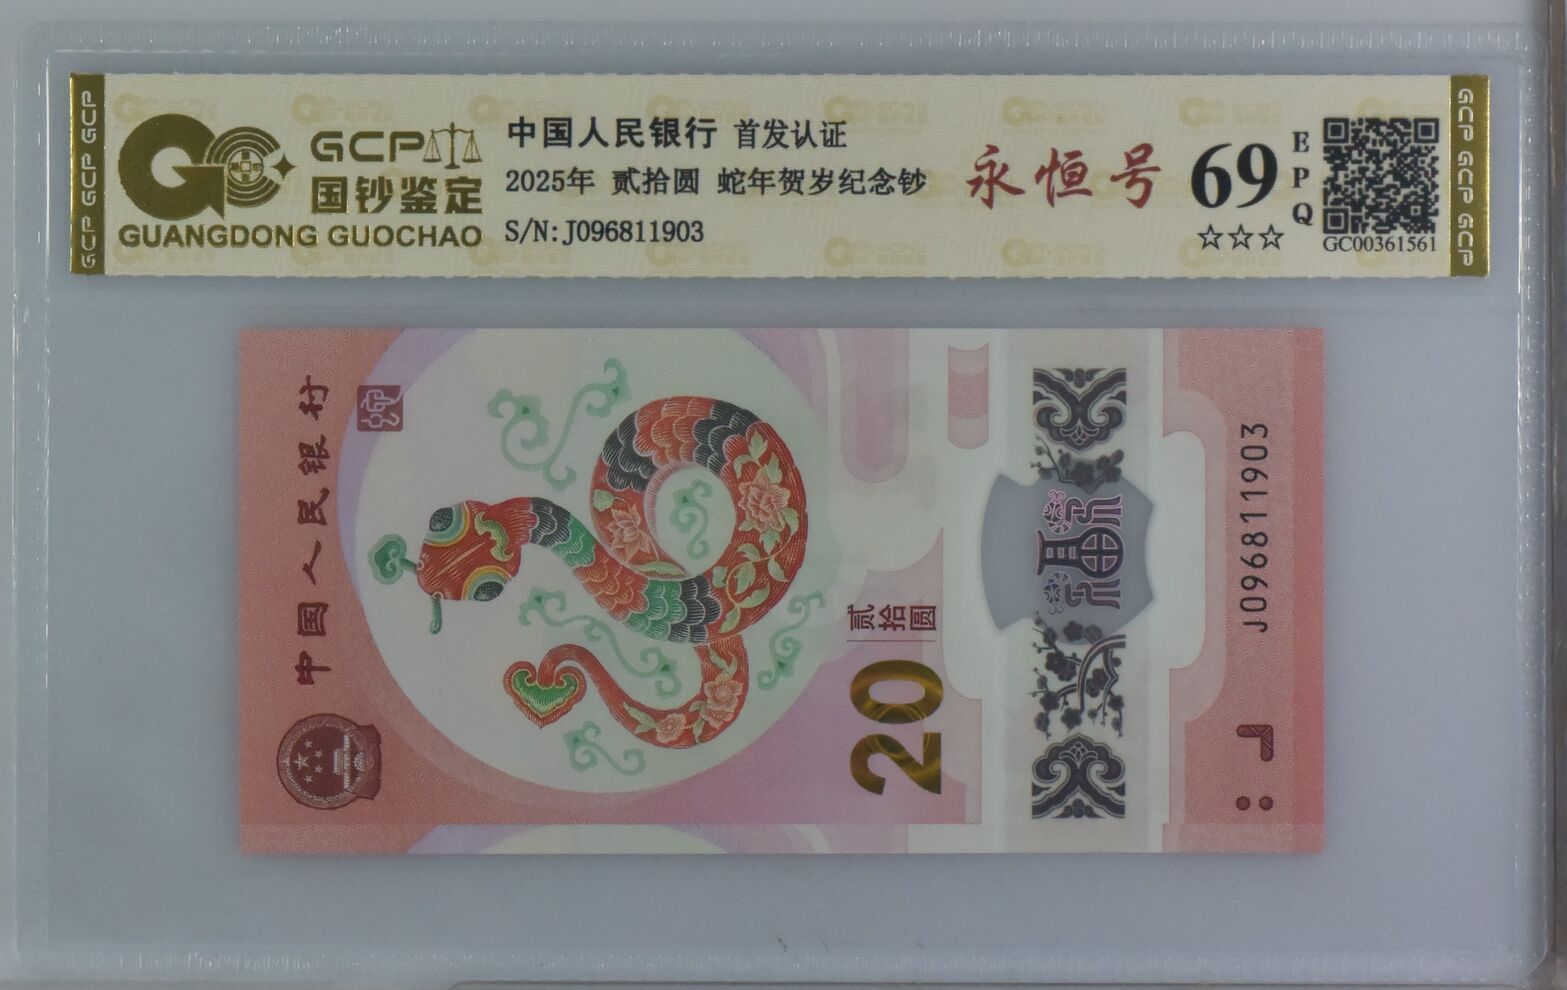 GCP GCP GCP
GCP
国钞鉴定
GUANGDONG GUOCHAO
中国人民银行 首发认证
2025年 贰拾圆 蛇年贺岁纪念钞
S/N:J096811903
永恒号
69
EPQ
☆☆☆
GC00361561
GCP GCP GCP
中国人民银行
贰拾圆
20
福
J096811903